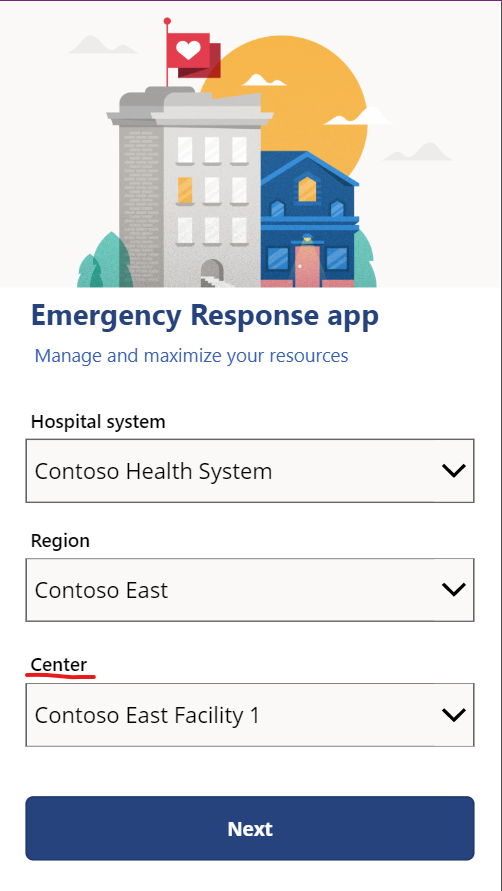 Emergency Response app
Manage and maximize your resources
Hospital system
Contoso Health System
Region
Contoso East
Center
Contoso East Facility 1
Next